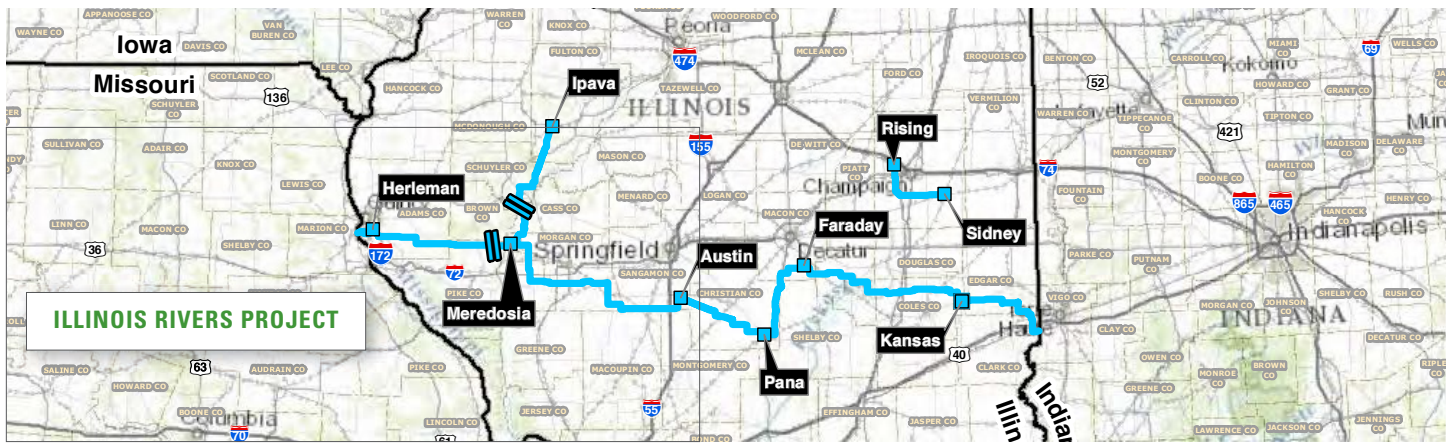 APPANOOSE CO
WAYNE CO
DAVIS CO
VAN
BUREN CO
Iowa
LEE CO
Missouri
SCOTLAND CO
SCHUYLER
CO
136
HANCOCK CO
WARREN
CO
KNOX CO
FULTON CO
Peoria
WOODFORD CO
474
TAZEWELL CO
MCLEAN CO
ILLINOIS
Ipava
MCDONOUGH CO
FORD CO
IROQUOIS CO
VERMILION
CO
BENTON CO
52
CARROLL CO
WARREN CO
MIAMI
CO
Kokomo
HOWARD CO
GRANT CO
69
WELLS CO
CLINTON CO
TIPTON CO
TIPPECANOE
CO
421
SULLIVAN CO
ADAIR CO
KNOX CO
LEWIS CO
SCHUYLER CO
MASON CO
155
DE WITT CO
Rising
PIATT
CO
Champaign
74
MONTGOMERY
CO
MADISON
CO
DELAWARE
CO
HAMILTON
CO
BOONE CO
FOUNTAIN
CO
Herleman
ADAMS CO
BROWN
CO
CASS CO
MENARD CO
LOGAN CO
MACON CO
Faraday
Decatur
Sidney
865
465
HENRY CO
HANCOCK
CO
Indianapolis
LINN CO
MACON CO
MARION CO
SHELBY CO
36
172
72
MORGAN CO
Springfield
SANGAMON CO
Austin
CHRISTIAN CO
DOUGLAS CO
EDGAR CO
PARKE CO
PUTNAM
CO
ILLINOIS RIVERS PROJECT
PIKE CO
Meredosia
COLES CO
Kansas
VIGO CO
MORGAN CO
JOHNSON
CO
SHELBY CO
RUSH CO
INDIANA
CLAY CO
GREENE CO
SHELBY CO
40
CLARK CO
DECATUR CO
63
SALINE CO
AUDRAIN CO
PIKE CO
MACOUPIN CO
MONTGOMERY CO
Pana
OWEN CO
MONROE
CO
BROWN
CO
HOWARD CO
GREENE CO
BOONE CO
Columbia
70
LINCOLN CO
61
JERSEY CO
55
BOND CO
EFFINGHAM CO
JASPER CO
LAWRENCE CO
JACKSON CO
JENNINGS
CO